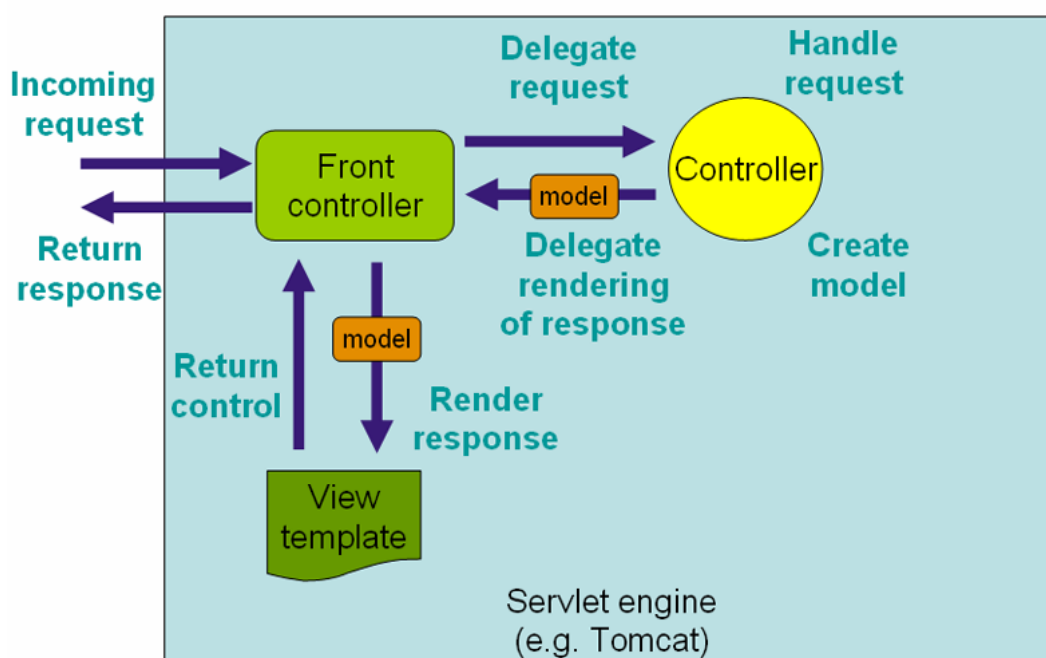 Incoming
request
Delegate
request
Handle
request
Front
controller
Controller
model
Return
response
Delegate
rendering
of response
Create
model
model
Return
control
Render
response
View
template
Servlet engine
(e.g. Tomcat)